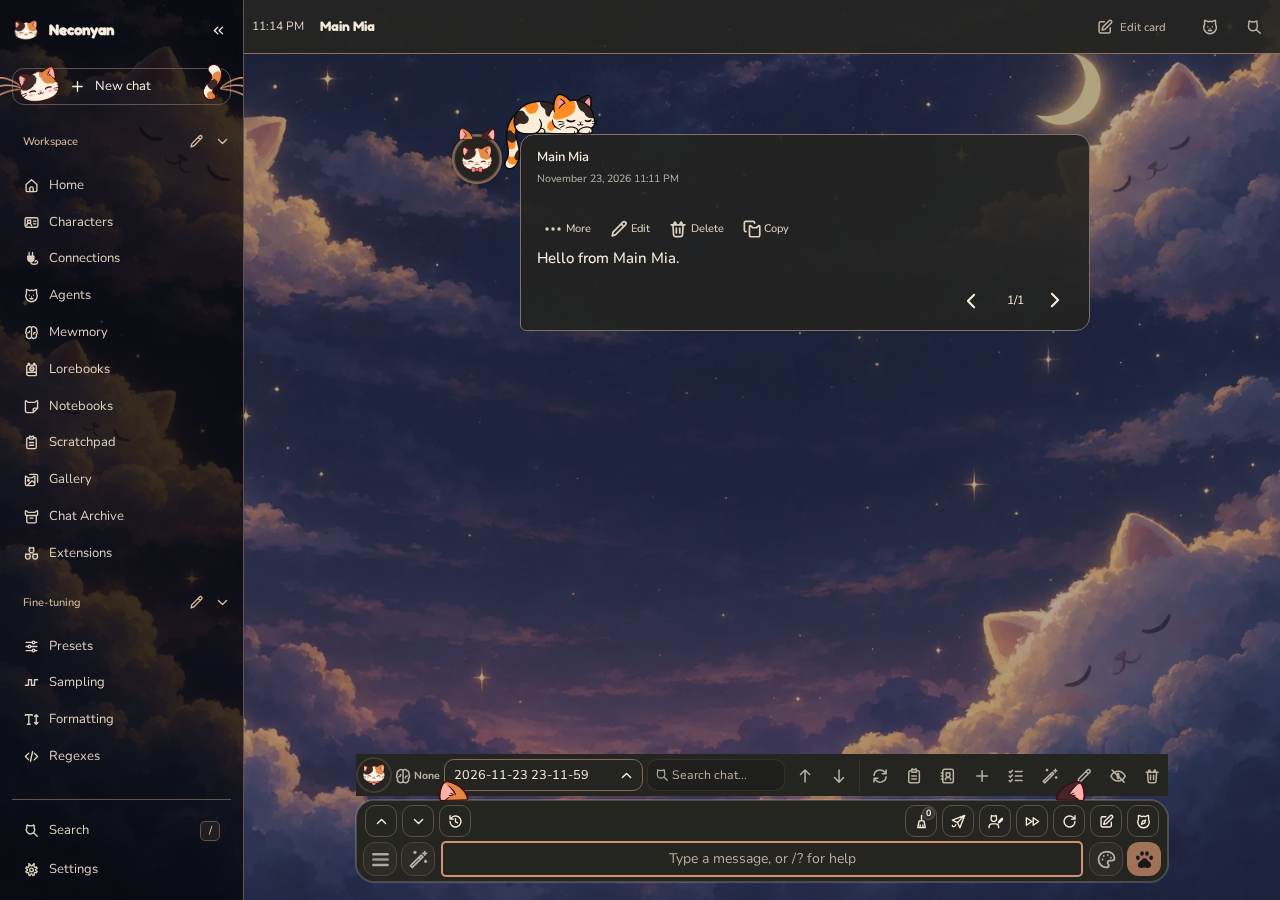 Neconyan
New chat
Workspace
Home
Characters
Connections
Agents
Mewmory
Lorebooks
Notebooks
Scratchpad
Gallery
Chat Archive
Extensions
Fine-tuning
Presets
Sampling
Formatting
Regexes
Search /
Settings
11:14 PM Main Mia
Edit card
Main Mia
November 23, 2026 11:11 PM
More Edit Delete Copy
Hello from Main Mia.
1/1
None 2026-11-23 23-11-59 Search chat...
0
Type a message, or /? for help